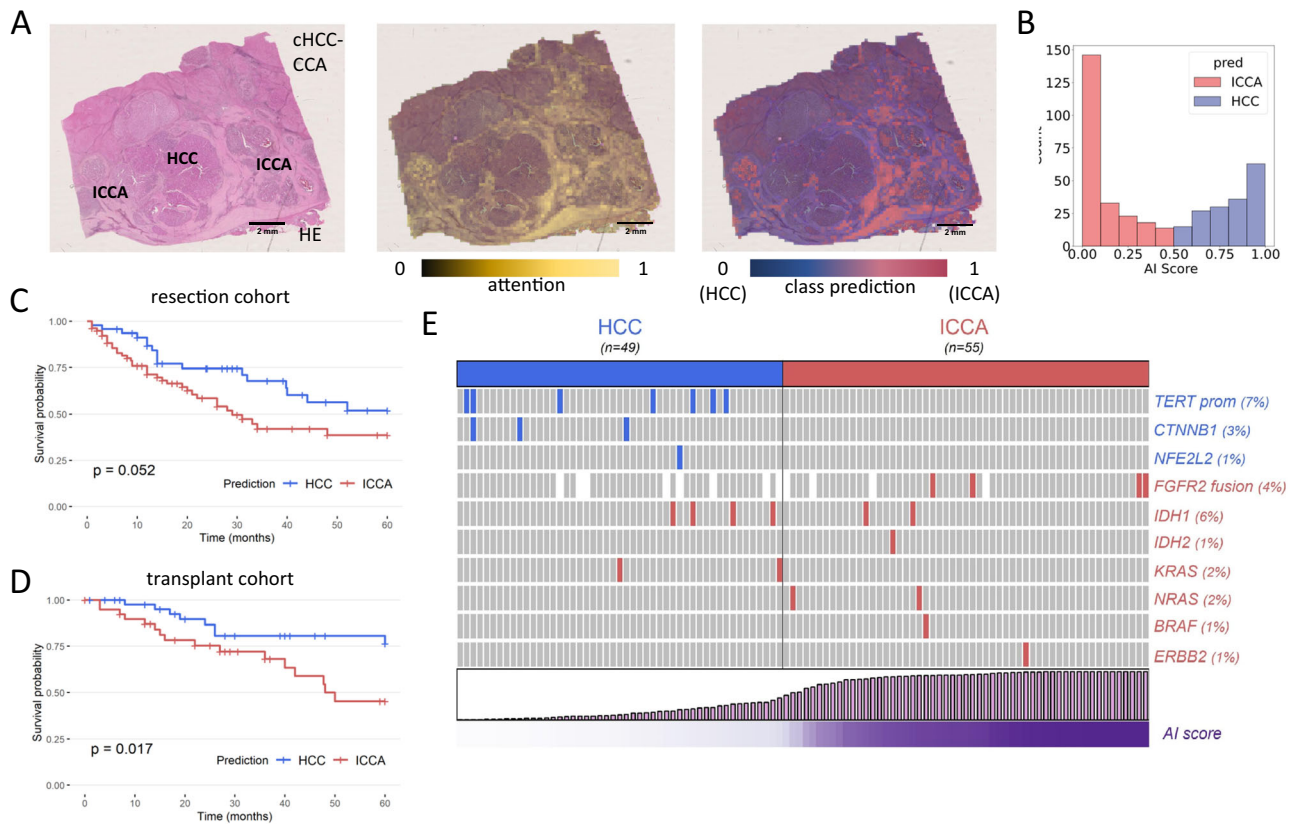 A
cHCC-
CCA
HCC
ICCA
ICCA
2 mm
HE
2 mm
2 mm
0
1
attention
0
1
(HCC)
class prediction
(ICCA)
B
150
125
100
75
50
25
0
0.00
0.25
0.50
0.75
1.00
AI Score
pred
ICCA
HCC
C
resection cohort
1.00
0.75
0.50
0.25
0.00
Survival probability
p = 0.052
Prediction
HCC
ICCA
0
10
20
30
40
50
60
Time (months)
D
transplant cohort
1.00
0.75
0.50
0.25
0.00
Survival probability
p = 0.017
Prediction
HCC
ICCA
0
10
20
30
40
50
60
Time (months)
E
HCC
(n=49)
ICCA
(n=55)
TERT prom (7%)
CTNNB1 (3%)
NFE2L2 (1%)
FGFR2 fusion (4%)
IDH1 (6%)
IDH2 (1%)
KRAS (2%)
NRAS (2%)
BRAF (1%)
ERBB2 (1%)
AI score